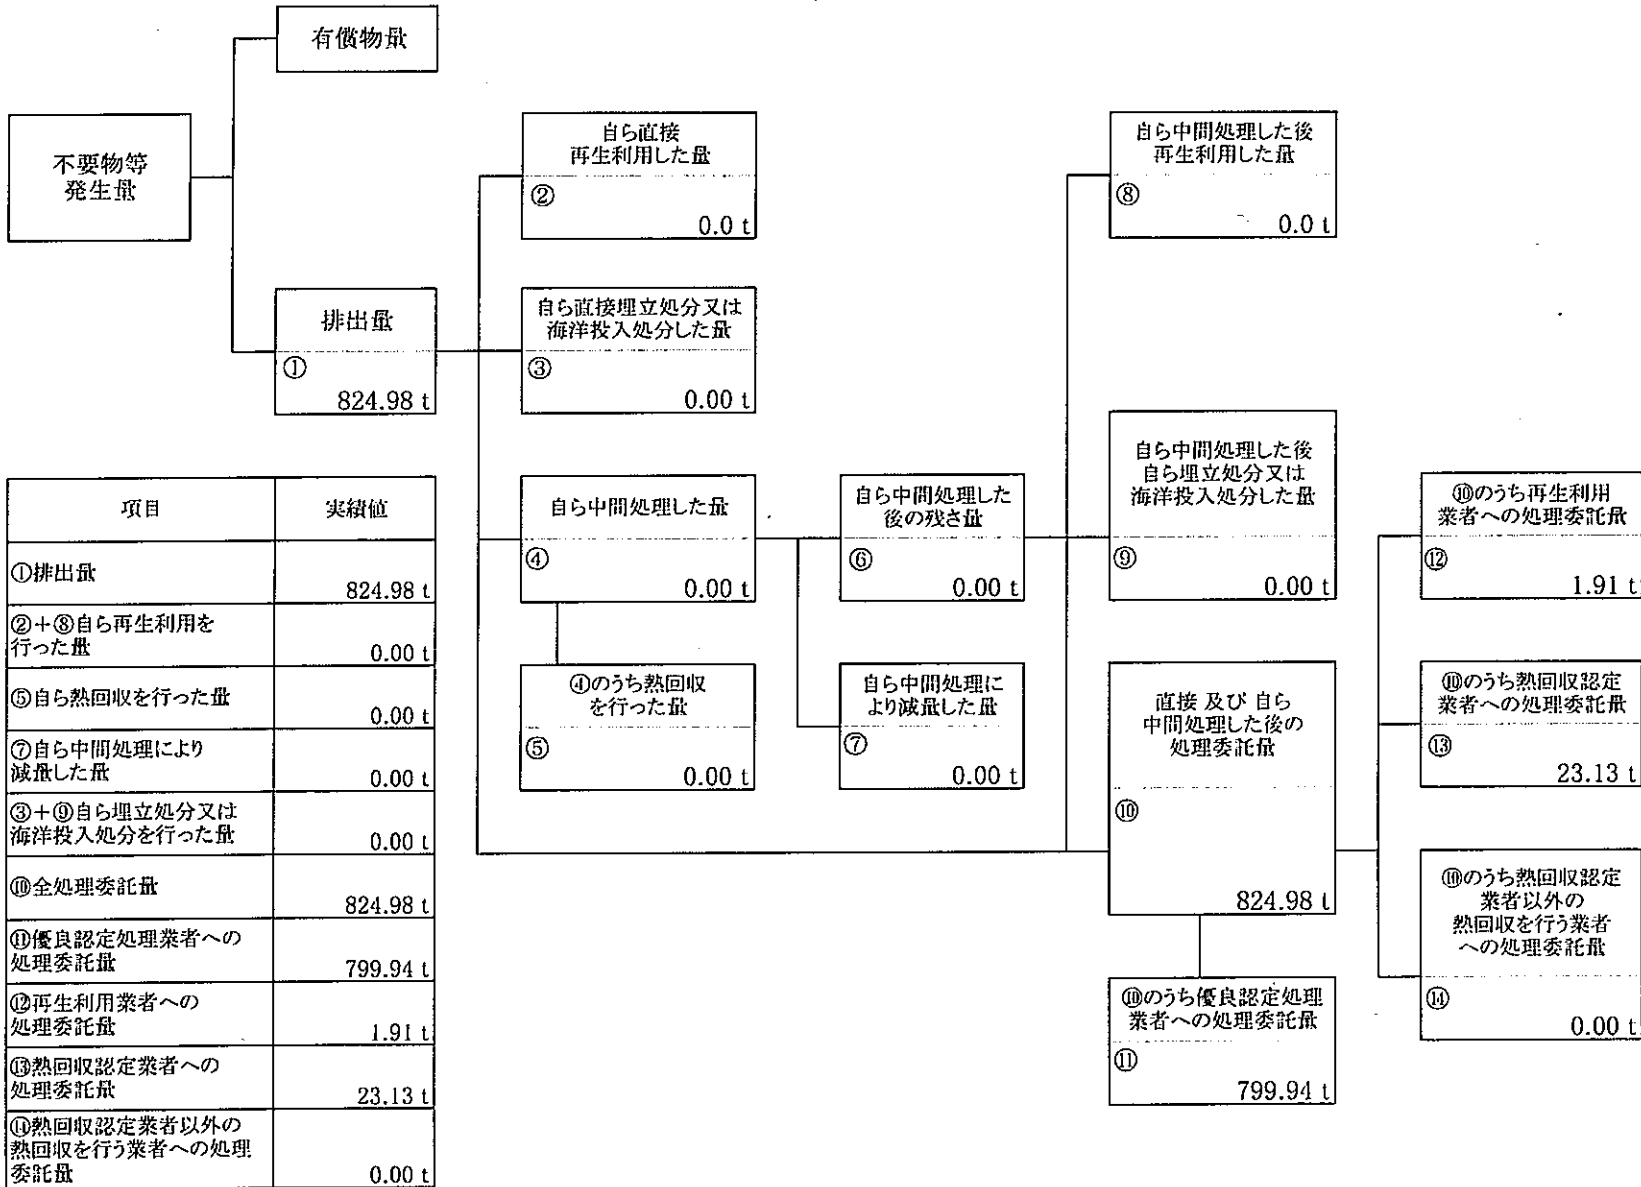 有償物量
不要物等
発生量
排出量
①
824.98 t
自ら直接
再生利用した量
②
0.0 t
自ら直接埋立処分又は
海洋投入処分した量
③
0.00 t
自ら中間処理した量
④
0.00 t
④のうち熱回収
を行った量
⑤
0.00 t
自ら中間処理した
後の残さ量
⑥
0.00 t
自ら中間処理に
より減量した量
⑦
0.00 t
自ら中間処理した後
再生利用した量
⑧
0.0 t
自ら中間処理した後
自ら埋立処分又は
海洋投入処分した量
⑨
0.00 t
直接 及び 自ら
中間処理した後の
処理委託量
⑩
824.98 t
⑩のうち優良認定処理
業者への処理委託量
⑪
799.94 t
⑩のうち再生利用
業者への処理委託量
⑫
1.91 t
⑩のうち熱回収認定
業者への処理委託量
⑬
23.13 t
⑩のうち熱回収認定
業者以外の
熱回収を行う業者
への処理委託量
⑭
0.00 t
項目 実績値
①排出量 824.98 t
②+⑧自ら再生利用を
行った量 0.00 t
⑤自ら熱回収を行った量 0.00 t
⑦自ら中間処理により
減量した量 0.00 t
③+⑨自ら埋立処分又は
海洋投入処分を行った量 0.00 t
⑩全処理委託量 824.98 t
⑪優良認定処理業者への
処理委託量 799.94 t
⑫再生利用業者への
処理委託量 1.91 t
⑬熱回収認定業者への
処理委託量 23.13 t
⑭熱回収認定業者以外の
熱回収を行う業者への処理
委託量 0.00 t